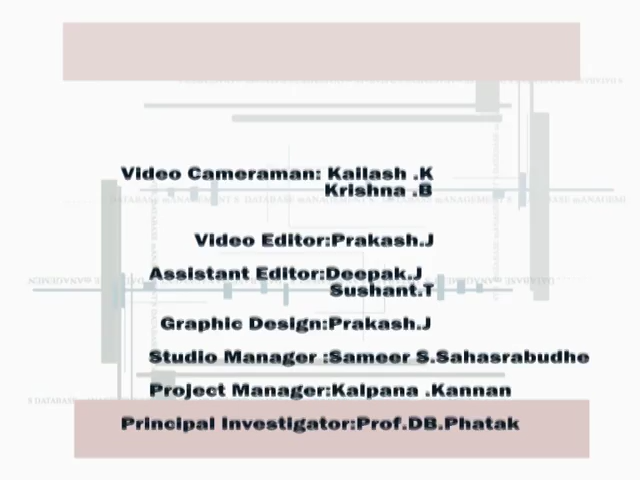 Video Cameraman: Kailash .K
Krishna .B
Video Editor:Prakash.J
Assistant Editor:Deepak.J
Sushant.T
Graphic Design:Prakash.J
Studio Manager :Sameer S.Sahasrabudhe
Project Manager:Kalpana .Kannan
Principal Investigator:Prof.DB.Phatak